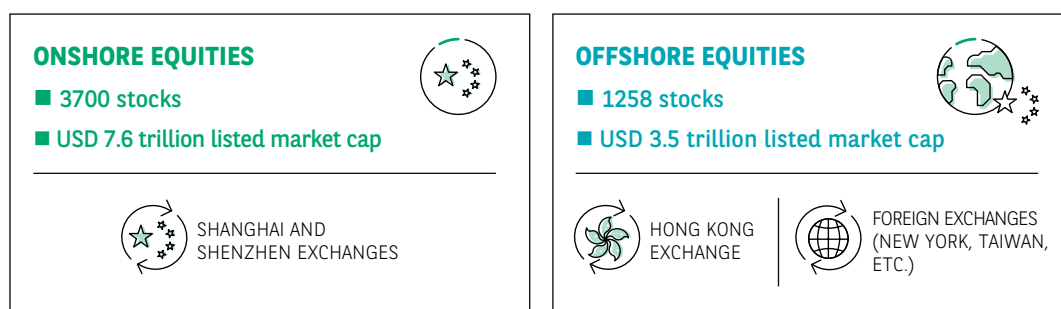 ONSHORE EQUITIES
■ 3700 stocks
■ USD 7.6 trillion listed market cap
SHANGHAI AND
SHENZHEN EXCHANGES
OFFSHORE EQUITIES
■ 1258 stocks
■ USD 3.5 trillion listed market cap
HONG KONG
EXCHANGE
FOREIGN EXCHANGES
(NEW YORK, TAIWAN,
ETC.)